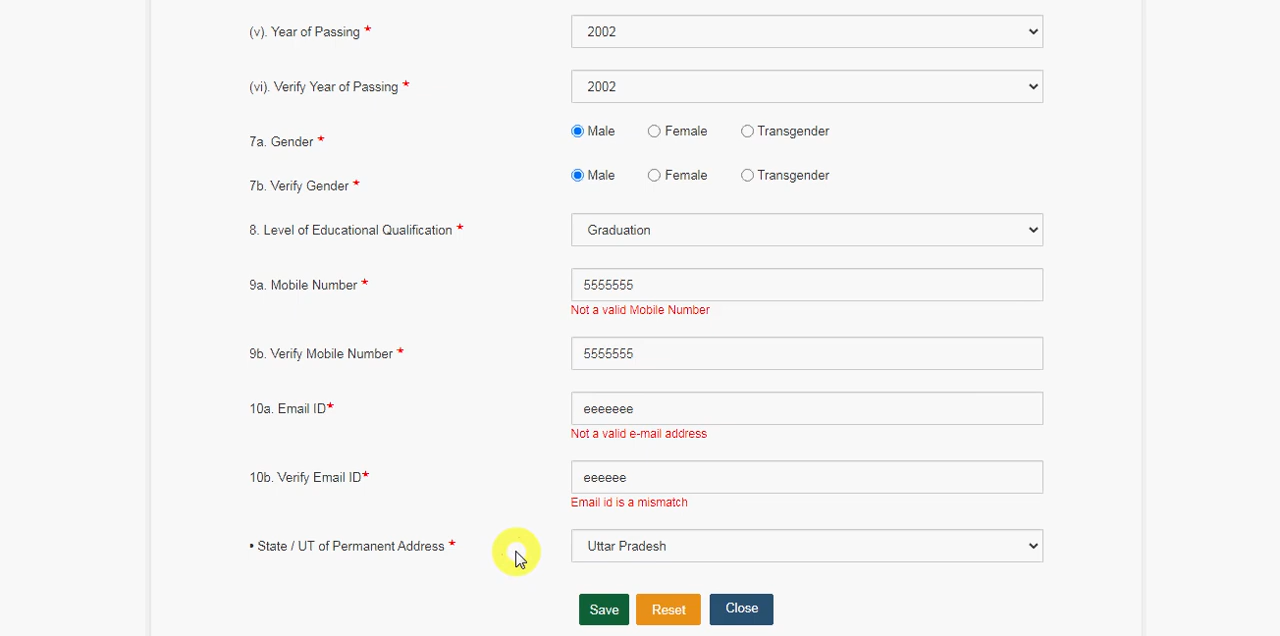 (v). Year of Passing *
2002
(vi). Verify Year of Passing *
2002
7a. Gender *
Male Female Transgender
7b. Verify Gender *
Male Female Transgender
8. Level of Educational Qualification *
Graduation
9a. Mobile Number *
5555555
Not a valid Mobile Number
9b. Verify Mobile Number *
5555555
10a. Email ID*
eeeeeee
Not a valid e-mail address
10b. Verify Email ID*
eeeeee
Email id is a mismatch
• State / UT of Permanent Address *
Uttar Pradesh
Save Reset Close